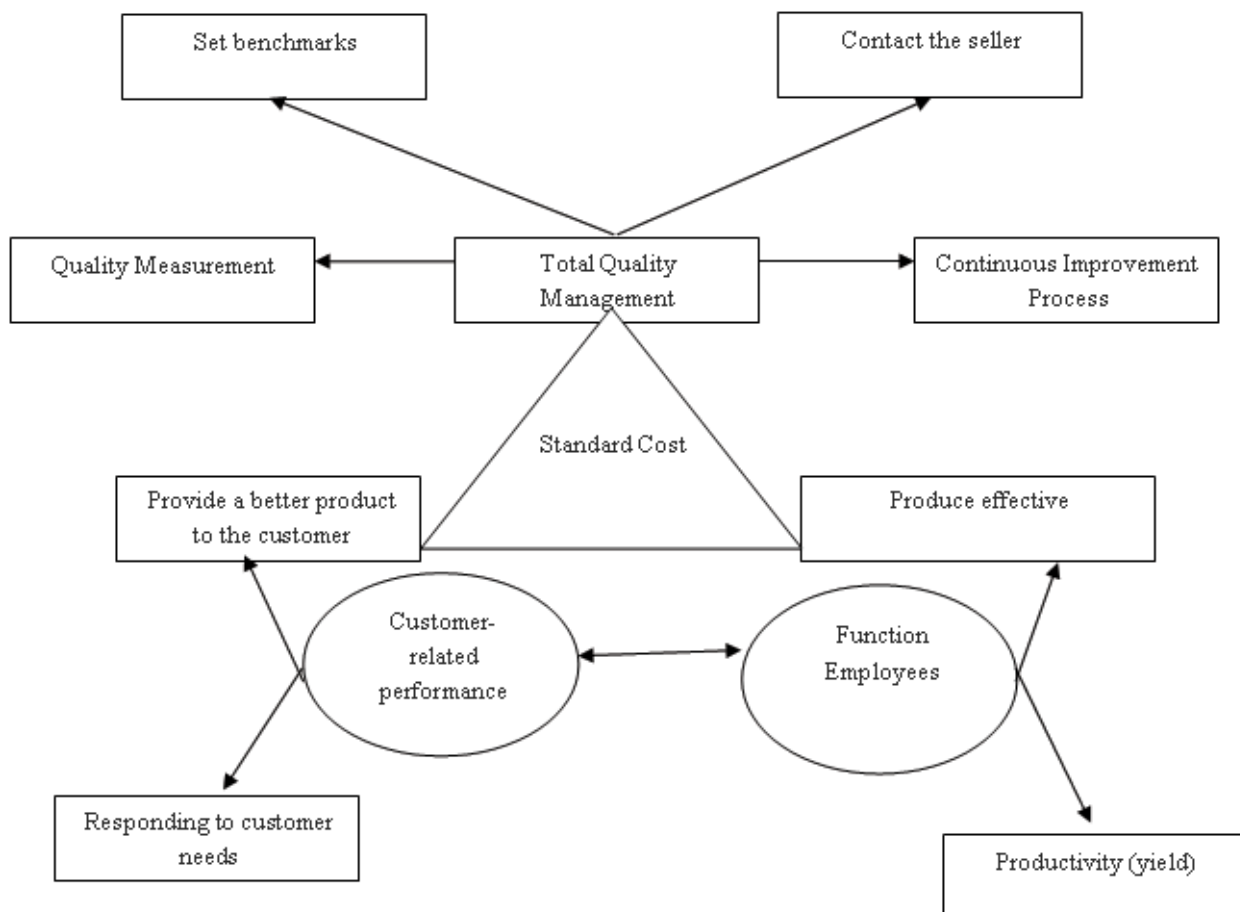 Set benchmarks
Contact the seller
Quality Measurement
Total Quality
Management
Continuous Improvement
Process
Standard Cost
Provide a better product
to the customer
Produce effective
Customer-
related
performance
Function
Employees
Responding to customer
needs
Productivity (yield)